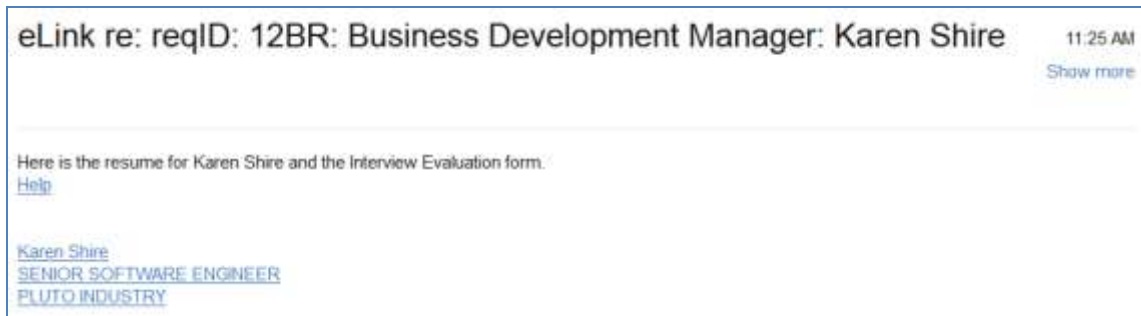 eLink re: reqID: 12BR: Business Development Manager: Karen Shire
11:25 AM
Show more
Here is the resume for Karen Shire and the Interview Evaluation form.
Help
Karen Shire
SENIOR SOFTWARE ENGINEER
PLUTO INDUSTRY